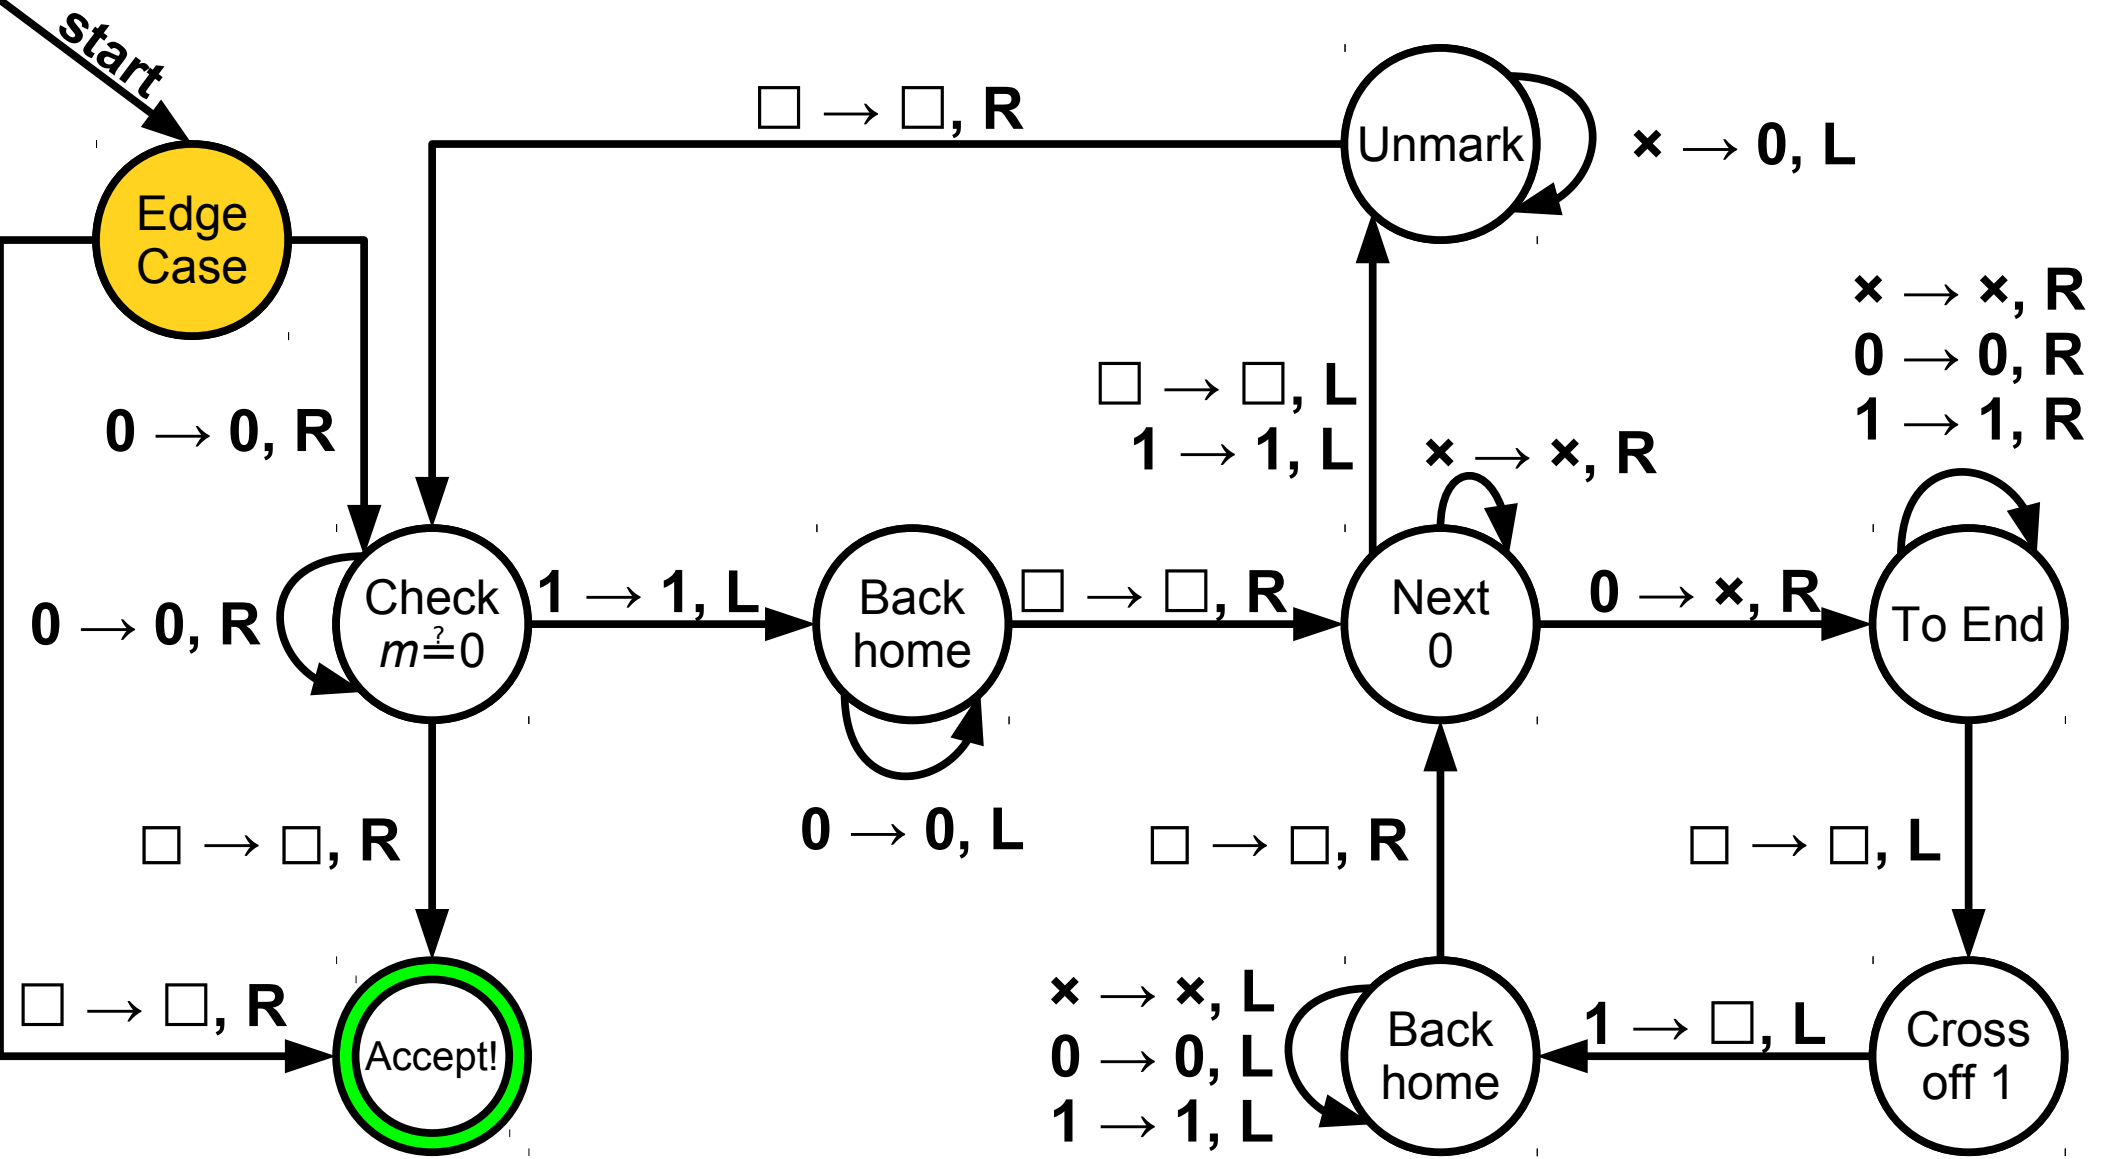 start
□ → □, R
Unmark
× → 0, L
Edge
Case
× → ×, R
0 → 0, R
1 → 1, R
□ → □, L
1 → 1, L
0 → 0, R
× → ×, R
0 → 0, R
Check
m≟0
1 → 1, L
Back
home
□ → □, R
Next
0
0 → ×, R
To End
0 → 0, L
□ → □, R
□ → □, R
□ → □, L
□ → □, R
Accept!
× → ×, L
0 → 0, L
1 → 1, L
Back
home
1 → □, L
Cross
off 1